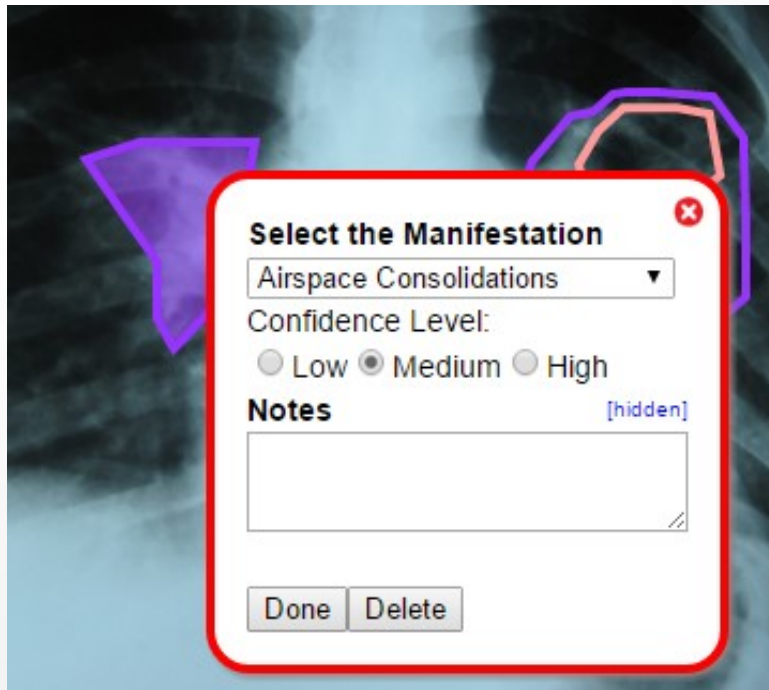 Select the Manifestation
Airspace Consolidations
Confidence Level:
Low Medium High
Notes [hidden]
Done Delete